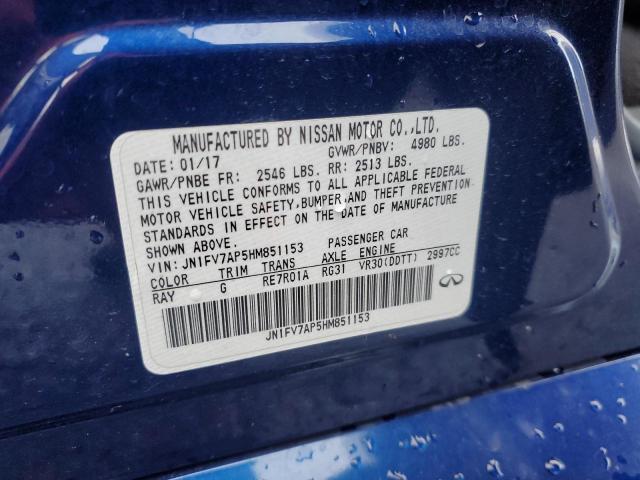 MANUFACTURED BY NISSAN MOTOR CO.,LTD.
DATE: 01/17 GVWR/PNBV: 4980 LBS.
GAWR/PNBE FR: 2546 LBS. RR: 2513 LBS.
THIS VEHICLE CONFORMS TO ALL APPLICABLE FEDERAL
MOTOR VEHICLE SAFETY, BUMPER, AND THEFT PREVENTION
STANDARDS IN EFFECT ON THE DATE OF MANUFACTURE
SHOWN ABOVE.
VIN: JN1FV7AP5HM851153 PASSENGER CAR
COLOR TRIM TRANS AXLE ENGINE
RAY G RE7R01A RG31 VR30(DDTT) 2997CC
JN1FV7AP5HM851153